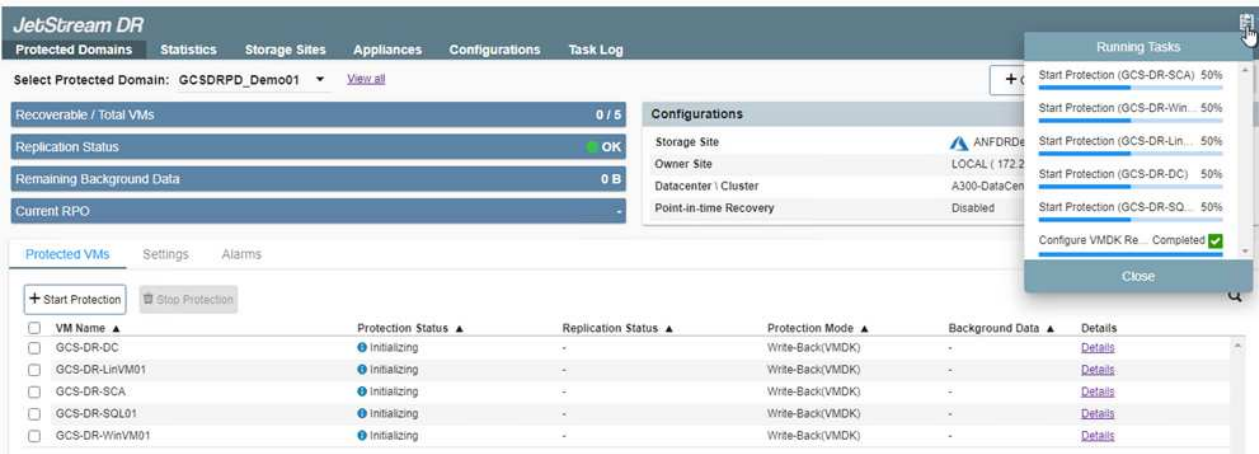 JetStream DR
Protected Domains Statistics Storage Sites Appliances Configurations Task Log
Select Protected Domain: GCSDRPD_Demo01 View all
Recoverable / Total VMs 0 / 5
Replication Status OK
Remaining Background Data 0 B
Current RPO -
Configurations
Storage Site ANFDRDe
Owner Site LOCAL ( 172.2
Datacenter \ Cluster A300-DataCen
Point-in-time Recovery Disabled
Running Tasks
Start Protection (GCS-DR-SCA) 50%
Start Protection (GCS-DR-Win... 50%
Start Protection (GCS-DR-Lin... 50%
Start Protection (GCS-DR-DC) 50%
Start Protection (GCS-DR-SQ... 50%
Configure VMDK Re... Completed
Close
Protected VMs Settings Alarms
+ Start Protection Stop Protection
VM Name Protection Status Replication Status Protection Mode Background Data Details
GCS-DR-DC Initializing - Write-Back(VMDK) - Details
GCS-DR-LinVM01 Initializing - Write-Back(VMDK) - Details
GCS-DR-SCA Initializing - Write-Back(VMDK) - Details
GCS-DR-SQL01 Initializing - Write-Back(VMDK) - Details
GCS-DR-WinVM01 Initializing - Write-Back(VMDK) - Details